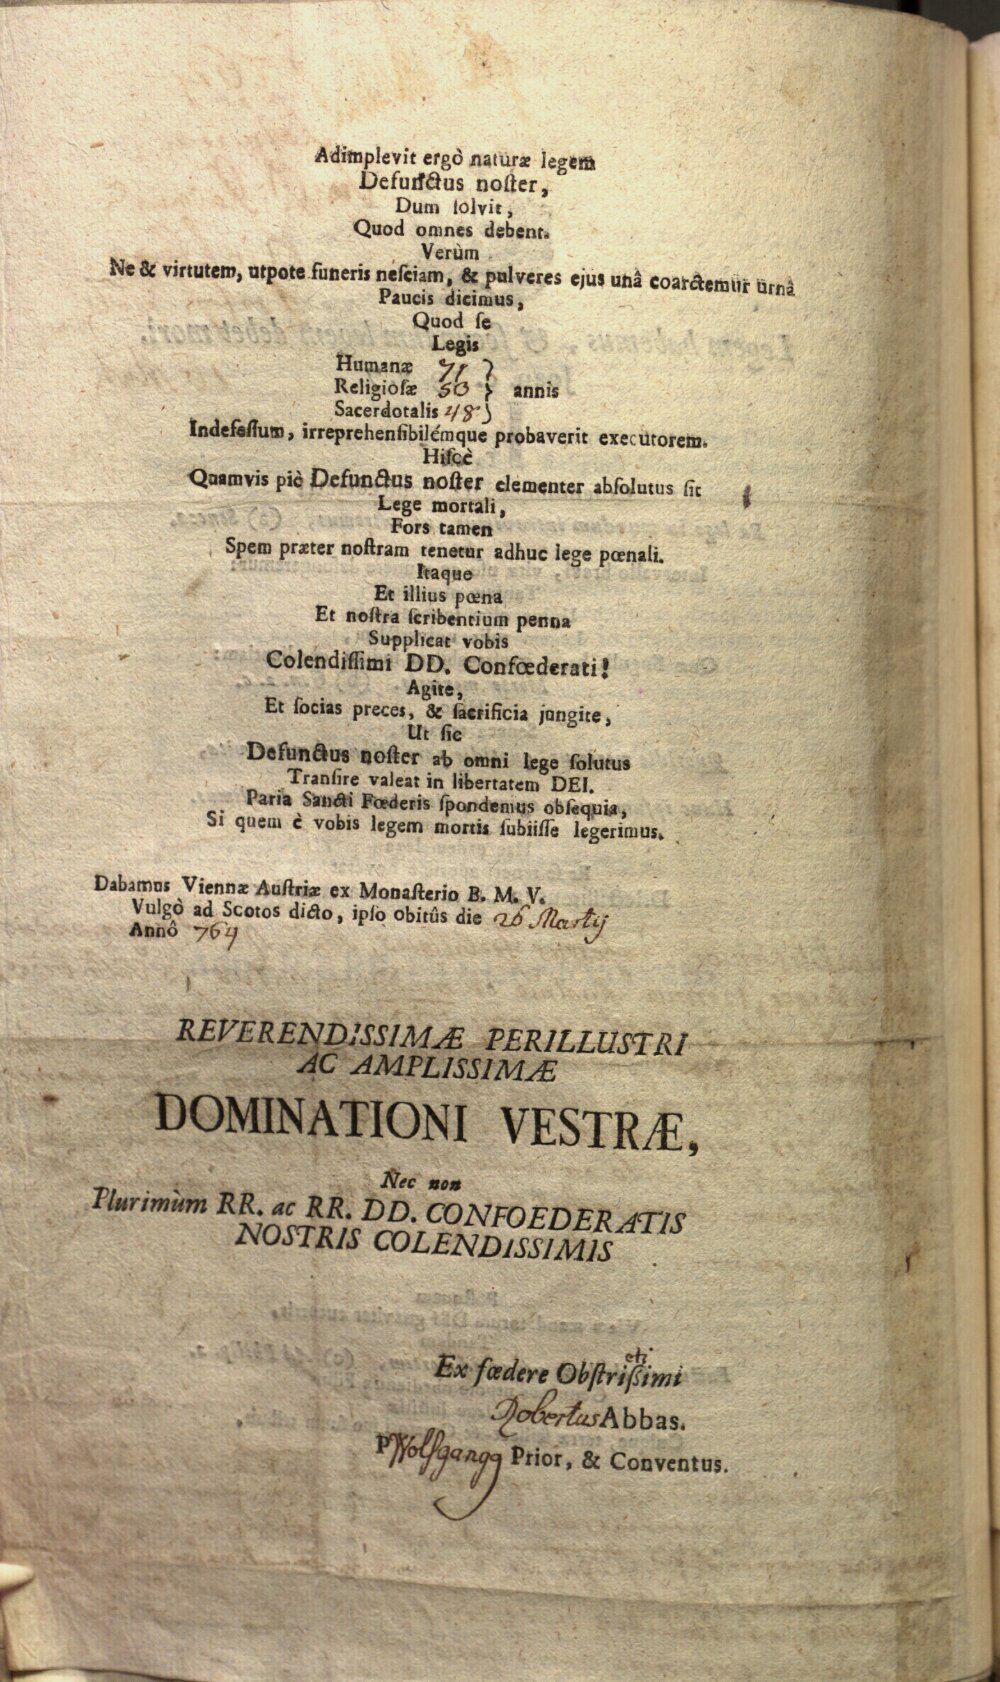 Adimplevit ergò naturæ legem
Defunctus noſter,
Dum ſolvit,
Quod omnes debent.
Verùm
Ne & virtutem, utpote funeris neſciam, & pulveres ejus unâ coarctemur urnâ
Paucis dicimus,
Quod ſe
Legis
Humanæ 71 }
Religioſæ 50 } annis
Sacerdotalis 48 }
Indefeſſum, irreprehenſibilémque probaverit executorem.
Hiſcè
Quamvis piè Defunctus noſter clementer abſolutus ſit
Lege mortali,
Fors tamen
Spem præter noſtram tenetur adhuc lege pœnali.
Itaque
Et illius pœna
Et noſtra ſcribentium penna
Supplicat vobis
Colendiſſimi DD. Confœderati!
Agite,
Et ſocias preces, & ſacrificia jungite,
Ut ſic
Defunctus noſter ab omni lege ſolutus
Tranſire valeat in libertatem DEI.
Paria Sancti Fœderis ſpondemus obſequia,
Si quem è vobis legem mortis ſubiiſſe legerimus.
Dabamus Viennæ Auſtriæ ex Monaſterio B. M. V.
Vulgò ad Scotos dicto, ipſo obitûs die 26 Martij
Annô 764
REVERENDISSIMÆ PERILLUSTRI
AC AMPLISSIMÆ
DOMINATIONI VESTRÆ,
Nec non
Plurimùm RR. ac RR. DD. CONFOEDERATIS
NOSTRIS COLENDISSIMIS
cti
Ex fœdere Obſtrißimi
Robertus Abbas.
P Wolfgangg Prior, & Conventus.